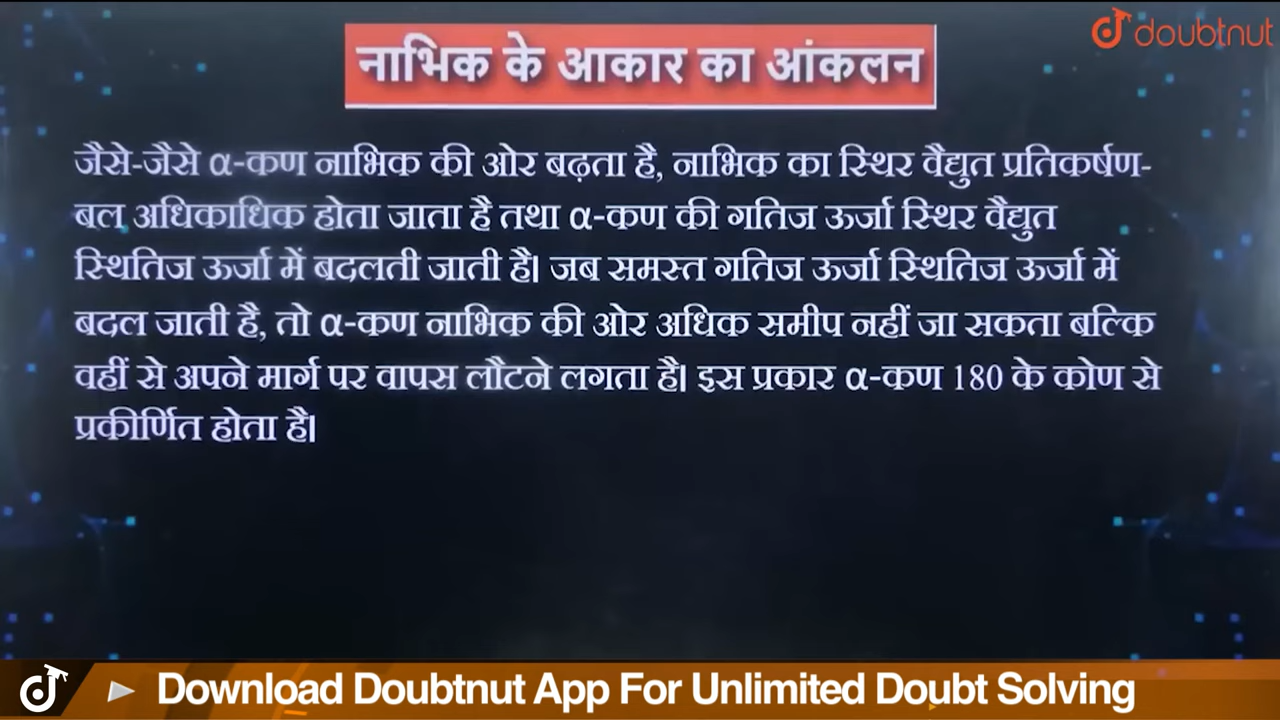 doubtnut
नाभिक के आकार का आंकलन
जैसे-जैसे α-कण नाभिक की ओर बढ़ता है, नाभिक का स्थिर वैद्युत प्रतिकर्षण-
बल अधिकाधिक होता जाता है तथा α-कण की गतिज ऊर्जा स्थिर वैद्युत
स्थितिज ऊर्जा में बदलती जाती है। जब समस्त गतिज ऊर्जा स्थितिज ऊर्जा में
बदल जाती है, तो α-कण नाभिक की ओर अधिक समीप नहीं जा सकता बल्कि
वहीं से अपने मार्ग पर वापस लौटने लगता है। इस प्रकार α-कण 180 के कोण से
प्रकीर्णित होता है।
Download Doubtnut App For Unlimited Doubt Solving